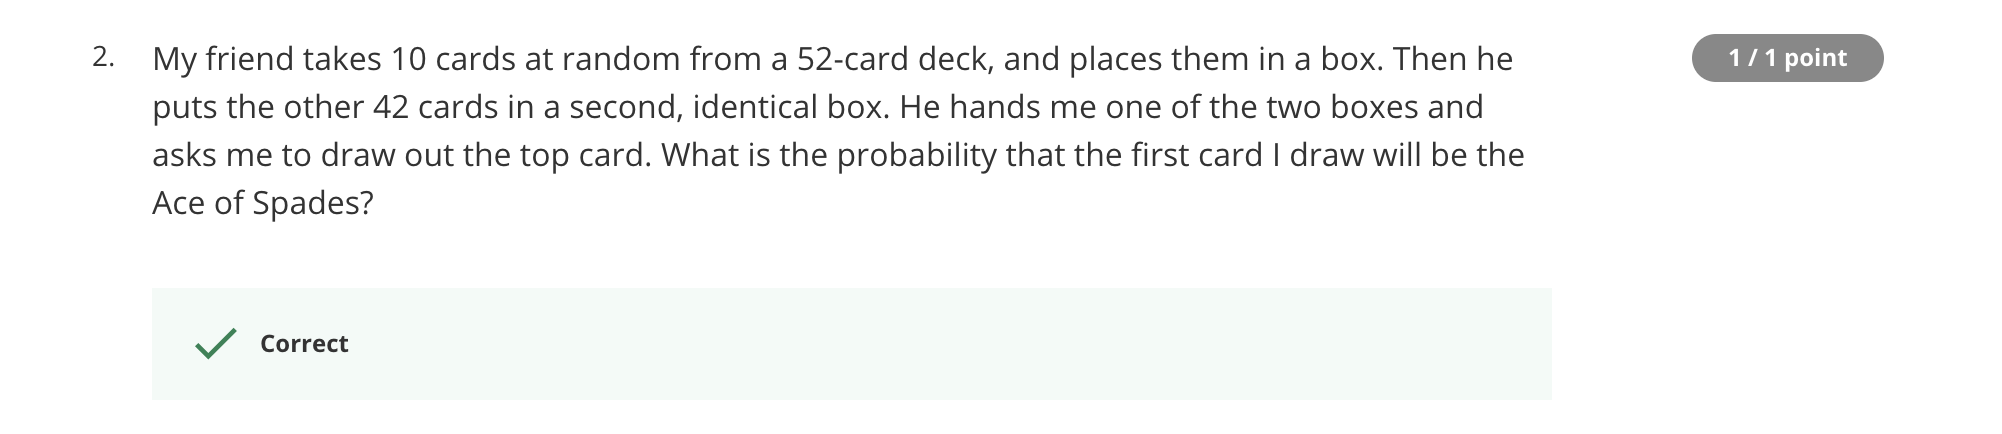 2. My friend takes 10 cards at random from a 52-card deck, and places them in a box. Then he
1 / 1 point
puts the other 42 cards in a second, identical box. He hands me one of the two boxes and
asks me to draw out the top card. What is the probability that the first card I draw will be the
Ace of Spades?
Correct